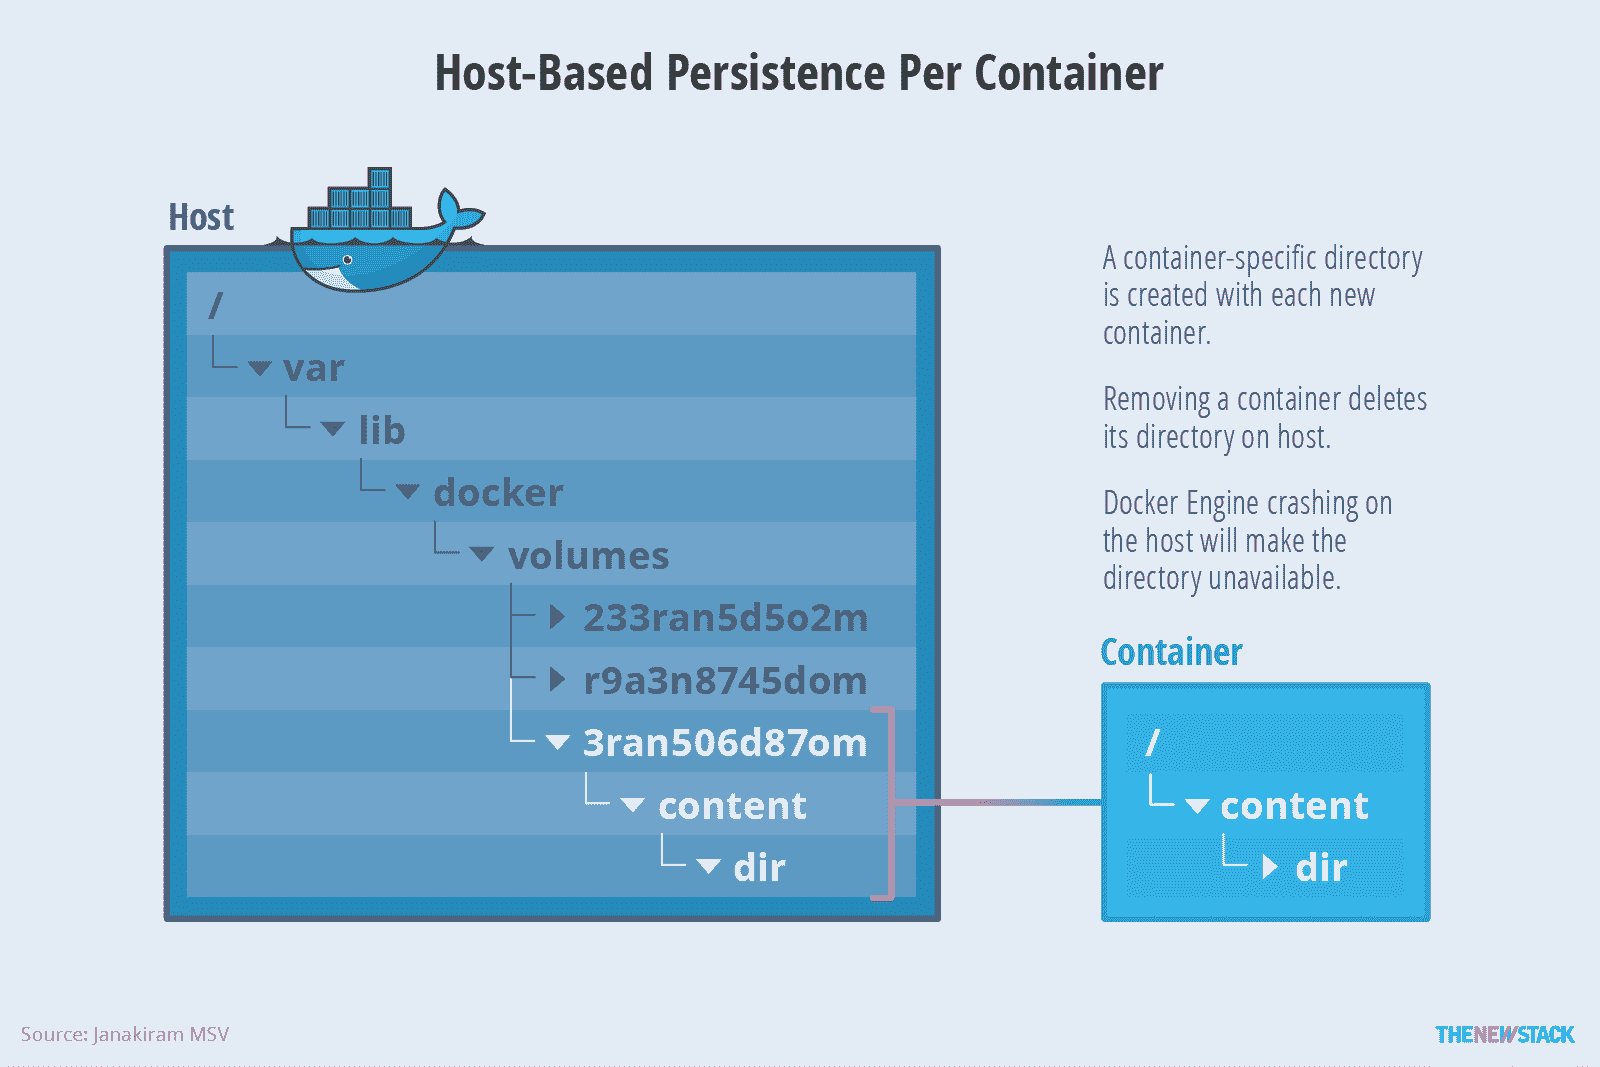 Host-Based Persistence Per Container
Host
/
var
lib
docker
volumes
233ran5d5o2m
r9a3n8745dom
3ran506d87om
content
dir
A container-specific directory
is created with each new
container.
Removing a container deletes
its directory on host.
Docker Engine crashing on
the host will make the
directory unavailable.
Container
/
content
dir
Source: Janakiram MSV
THENEWSTACK